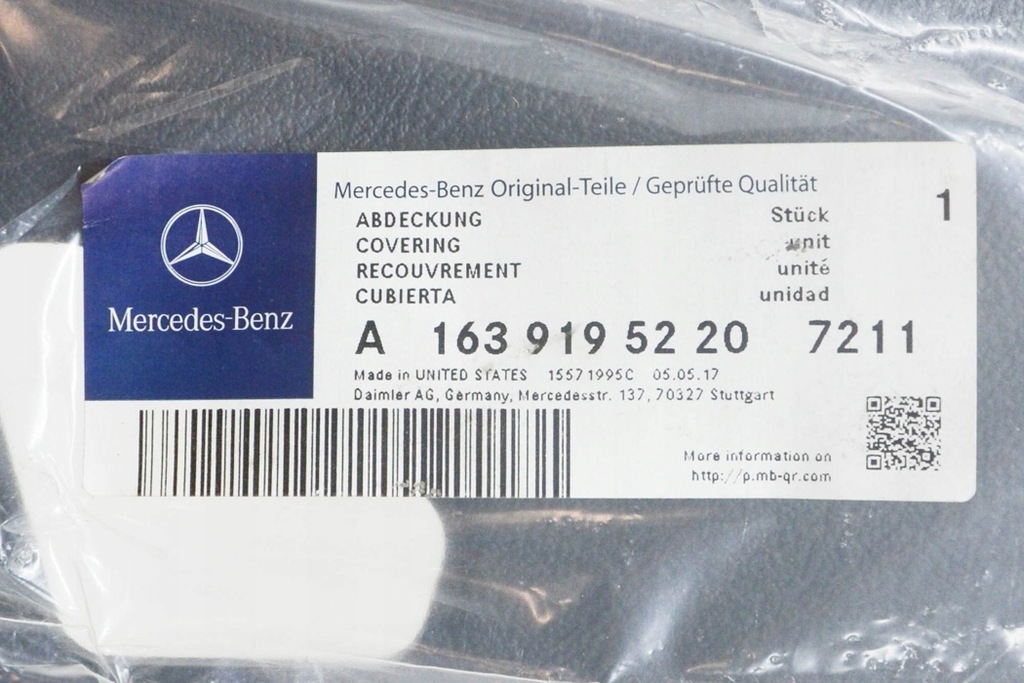 Mercedes-Benz
Mercedes-Benz Original-Teile / Geprüfte Qualität
ABDECKUNG Stück 1
COVERING unit
RECOUVREMENT unité
CUBIERTA unidad
A 163 919 52 20 7211
Made in UNITED STATES 15571995C 05.05.17
Daimler AG, Germany, Mercedesstr. 137, 70327 Stuttgart
More information on
http://p.mb-qr.com